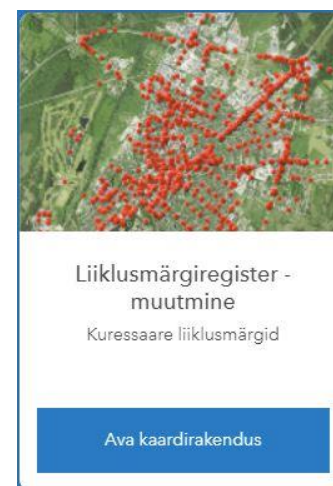 Liiklusmärgiregister -
muutmine
Kuressaare liiklusmärgid
Ava kaardirakendus